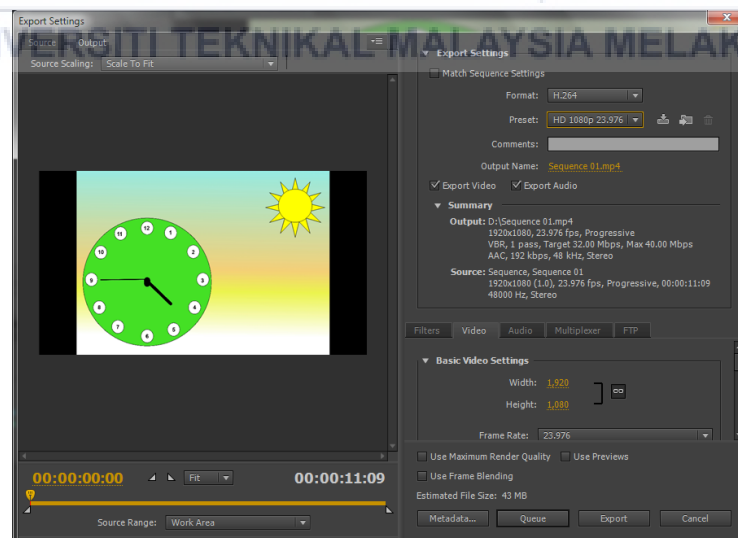 Export Settings
VERSITI TEKNIKAL MALAYSIA MELAK
Source Output
Source Scaling: Scale To Fit
12
1
2
3
4
5
6
7
8
9
10
11
00:00:00:00 Fit 00:00:11:09
Source Range: Work Area
Export Settings
Match Sequence Settings
Format: H.264
Preset: HD 1080p 23.976
Comments:
Output Name: Sequence 01.mp4
Export Video Export Audio
Summary
Output: D:\Sequence 01.mp4
1920x1080, 23.976 fps, Progressive
VBR, 1 pass, Target 32.00 Mbps, Max 40.00 Mbps
AAC, 192 kbps, 48 kHz, Stereo
Source: Sequence, Sequence 01
1920x1080 (1.0), 23.976 fps, Progressive, 00:00:11:09
48000 Hz, Stereo
Filters Video Audio Multiplexer FTP
Basic Video Settings
Width: 1,920
Height: 1,080
Frame Rate: 23.976
Use Maximum Render Quality Use Previews
Use Frame Blending
Estimated File Size: 43 MB
Metadata... Queue Export Cancel